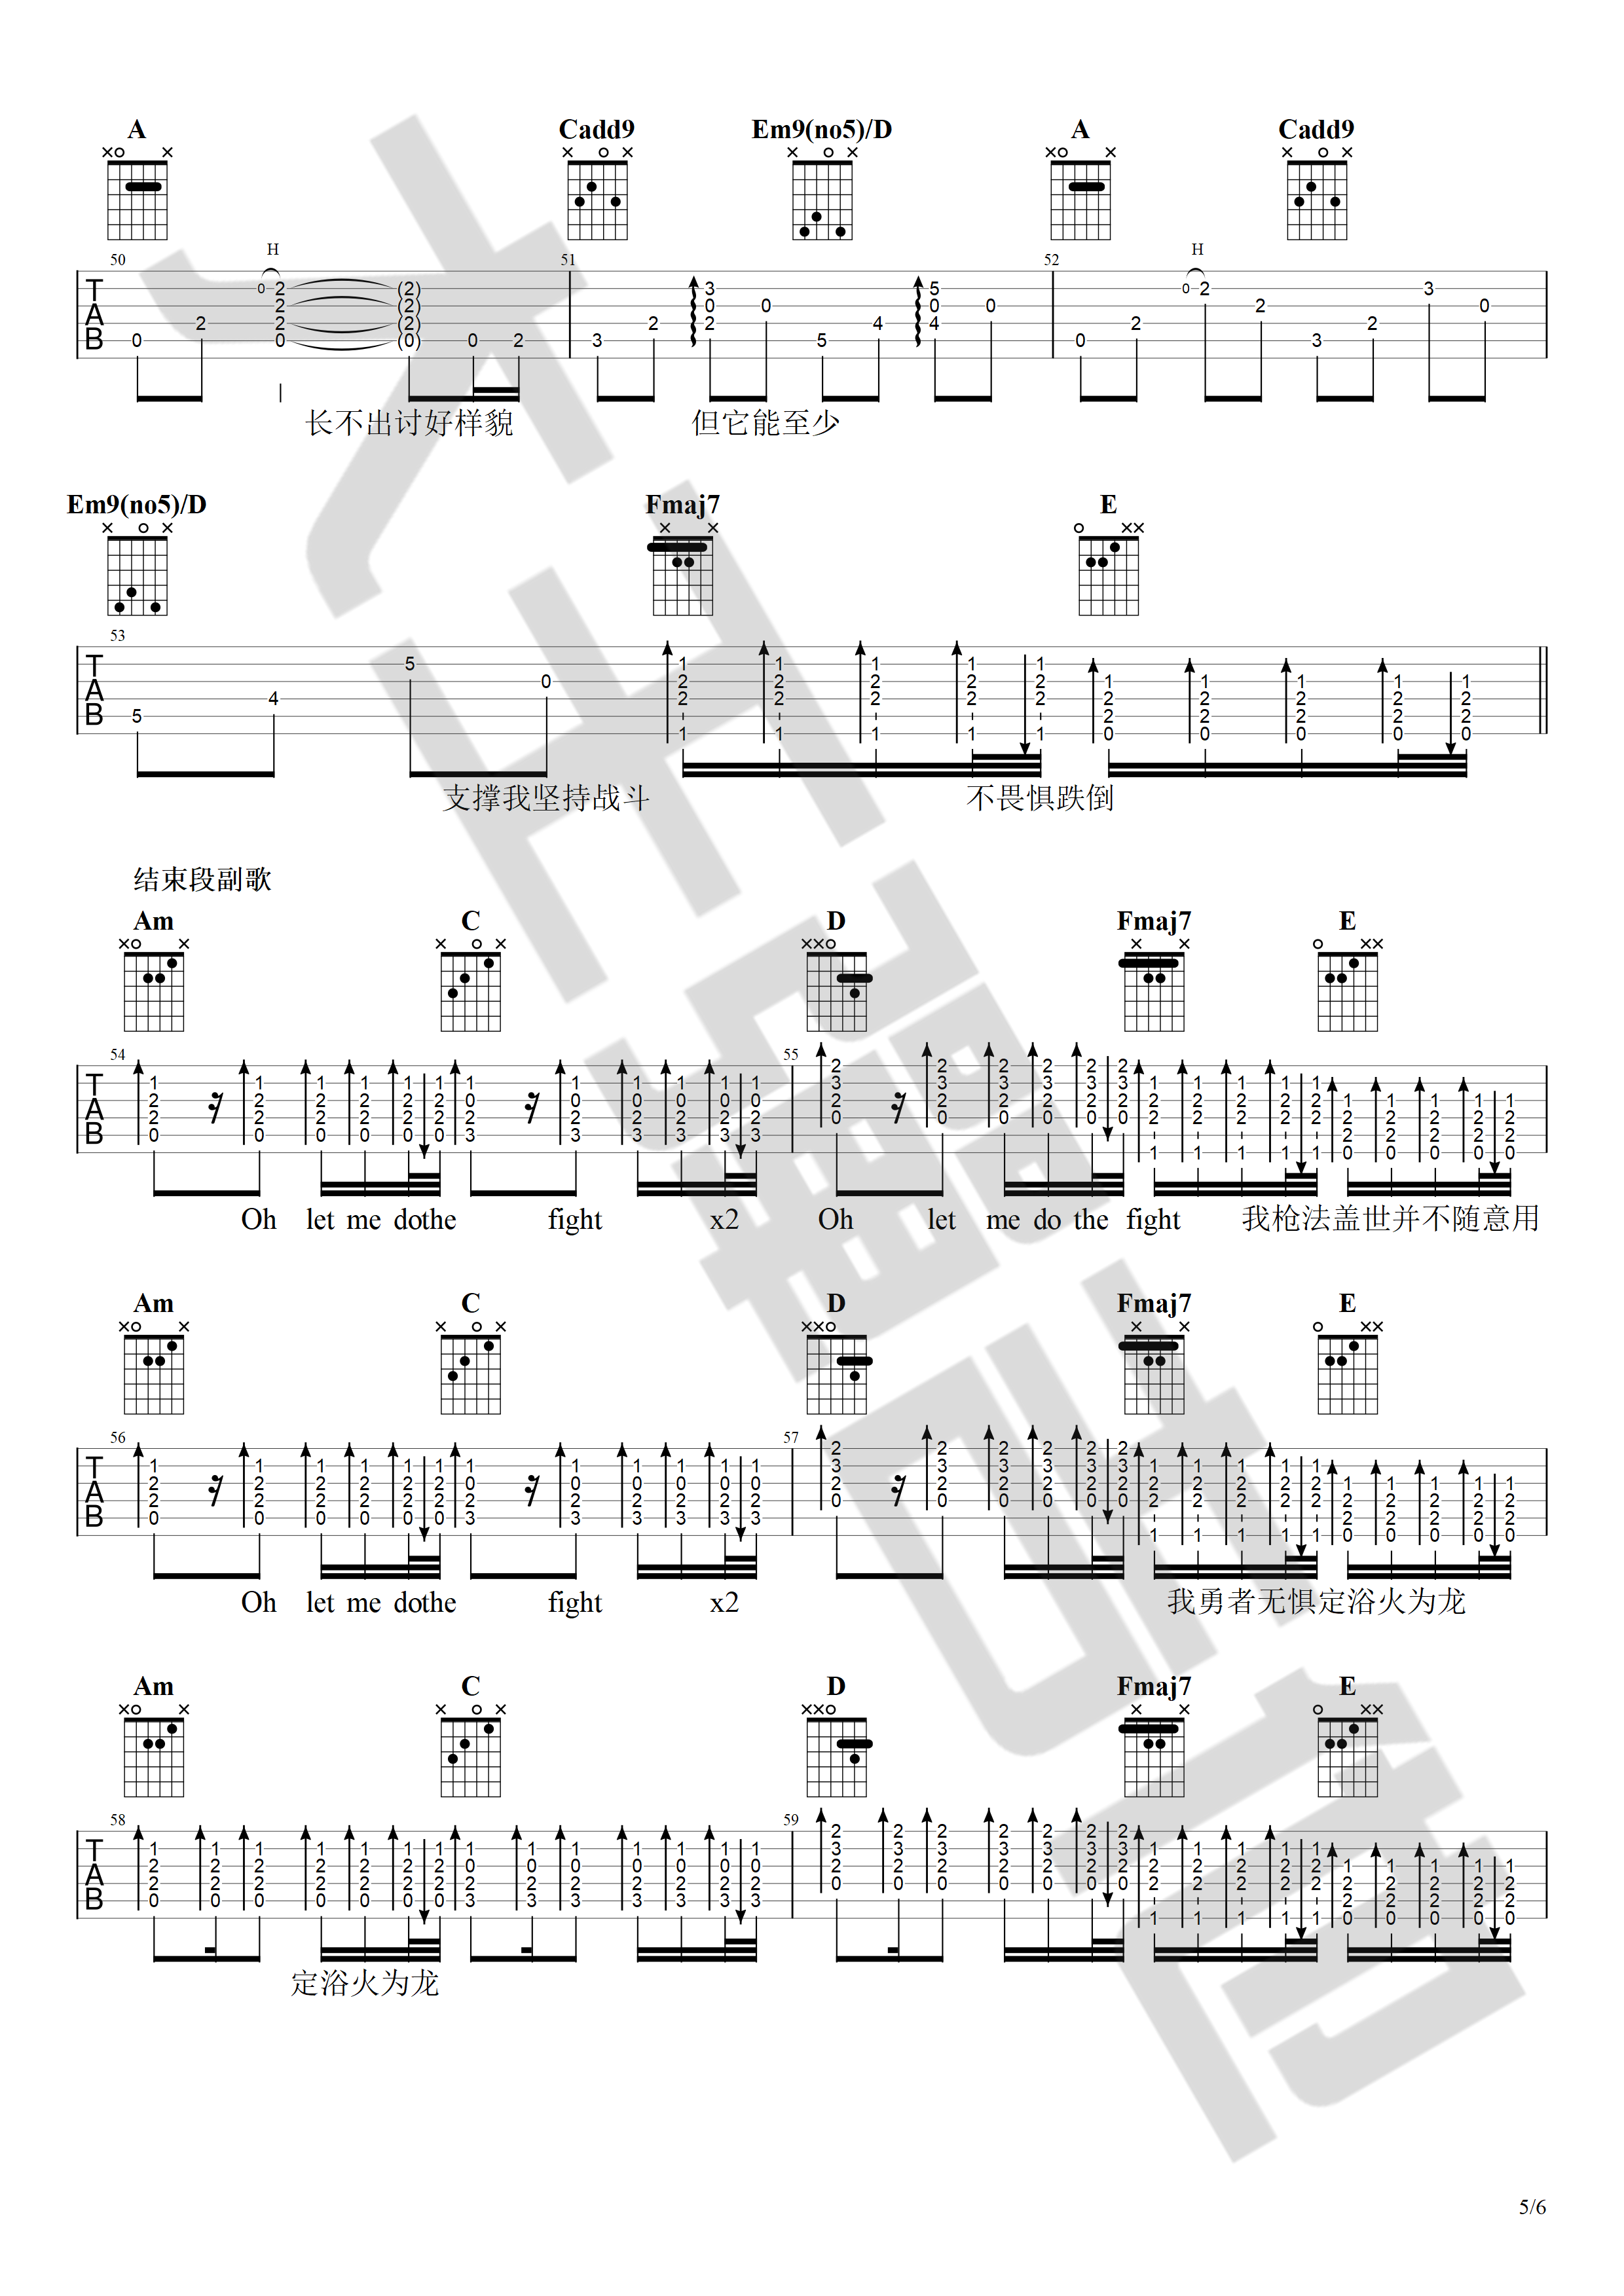 A Cadd9 Em9(no5)/D A Cadd9
H H
50 51 52
长不出讨好样貌 但它能至少
Em9(no5)/D Fmaj7 E
53
支撑我坚持战斗 不畏惧跌倒
结束段副歌
Am C D Fmaj7 E
54 55
Oh let me dothe fight x2 Oh let me do the fight 我枪法盖世并不随意用
Am C D Fmaj7 E
56 57
Oh let me dothe fight x2 我勇者无惧定浴火为龙
Am C D Fmaj7 E
58 59
定浴火为龙
5/6